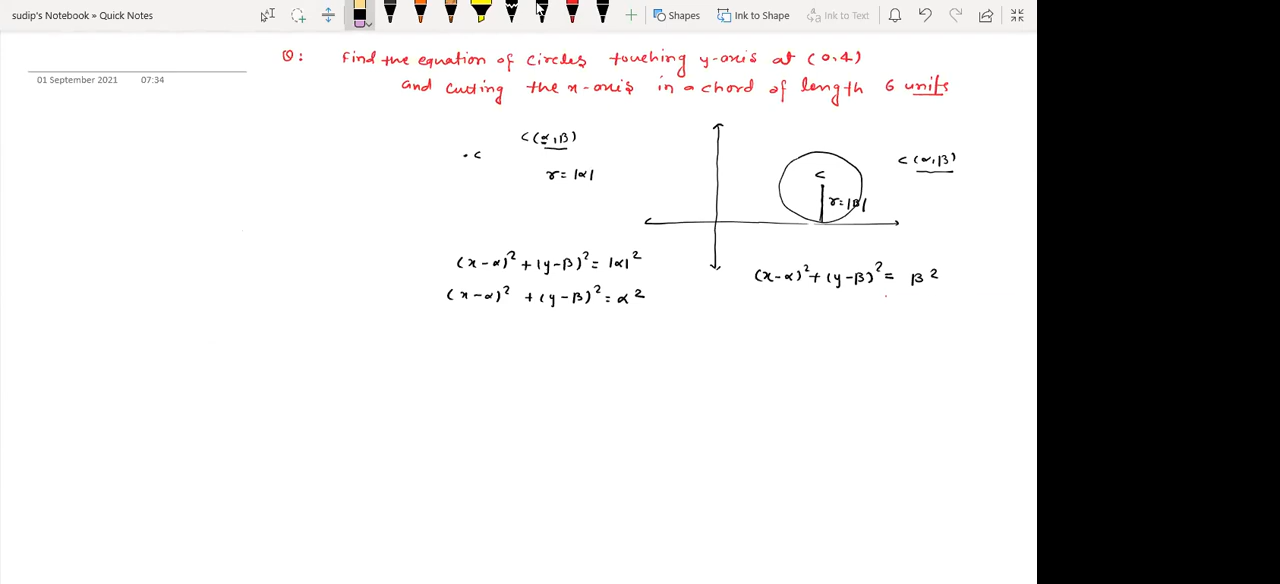 sudip's Notebook » Quick Notes
Shapes
Ink to Shape
Ink to Text
01 September 2021 07:34
Q: Find the equation of circles touching y-axis at (0,4)
and cutting the x-axis in a chord of length 6 units
C(α,β)
. C
r = |α|
C
r=|β|
C(α,β)
(x-α)² + (y-β)² = |α|²
(x-α)² + (y-β)² = α²
(x-α)² + (y-β)² = β²